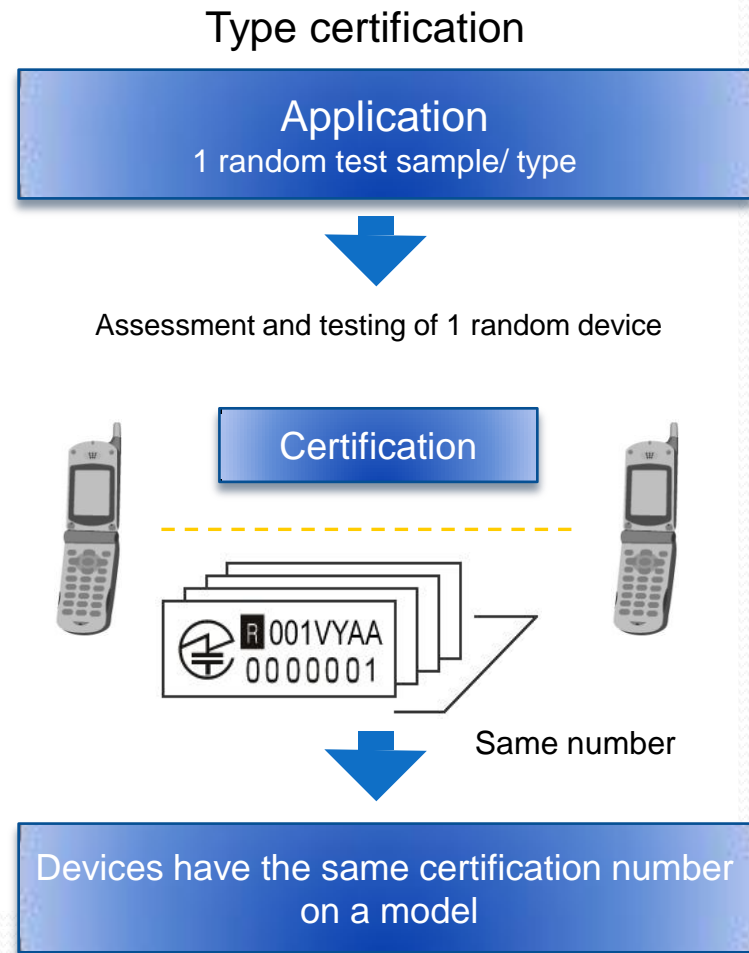 Type certification
Application
1 random test sample/ type
Assessment and testing of 1 random device
Certification
R 001VYAA
0000001
Same number
Devices have the same certification number
on a model